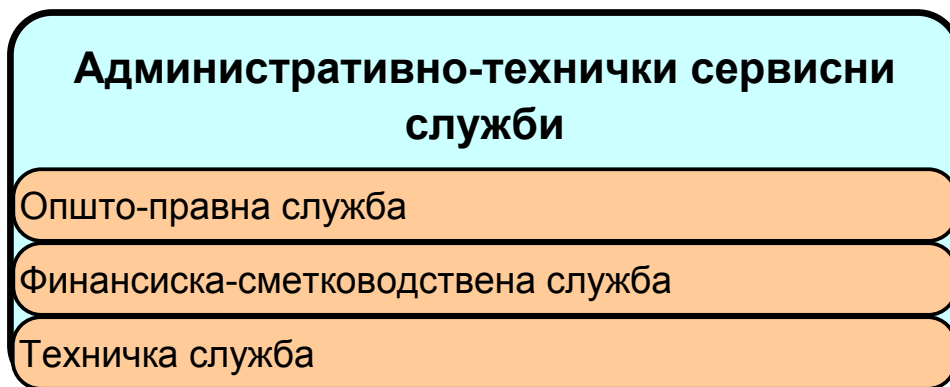 Административно-технички сервисни
служби
Општо-правна служба
Финансиска-сметководствена служба
Техничка служба